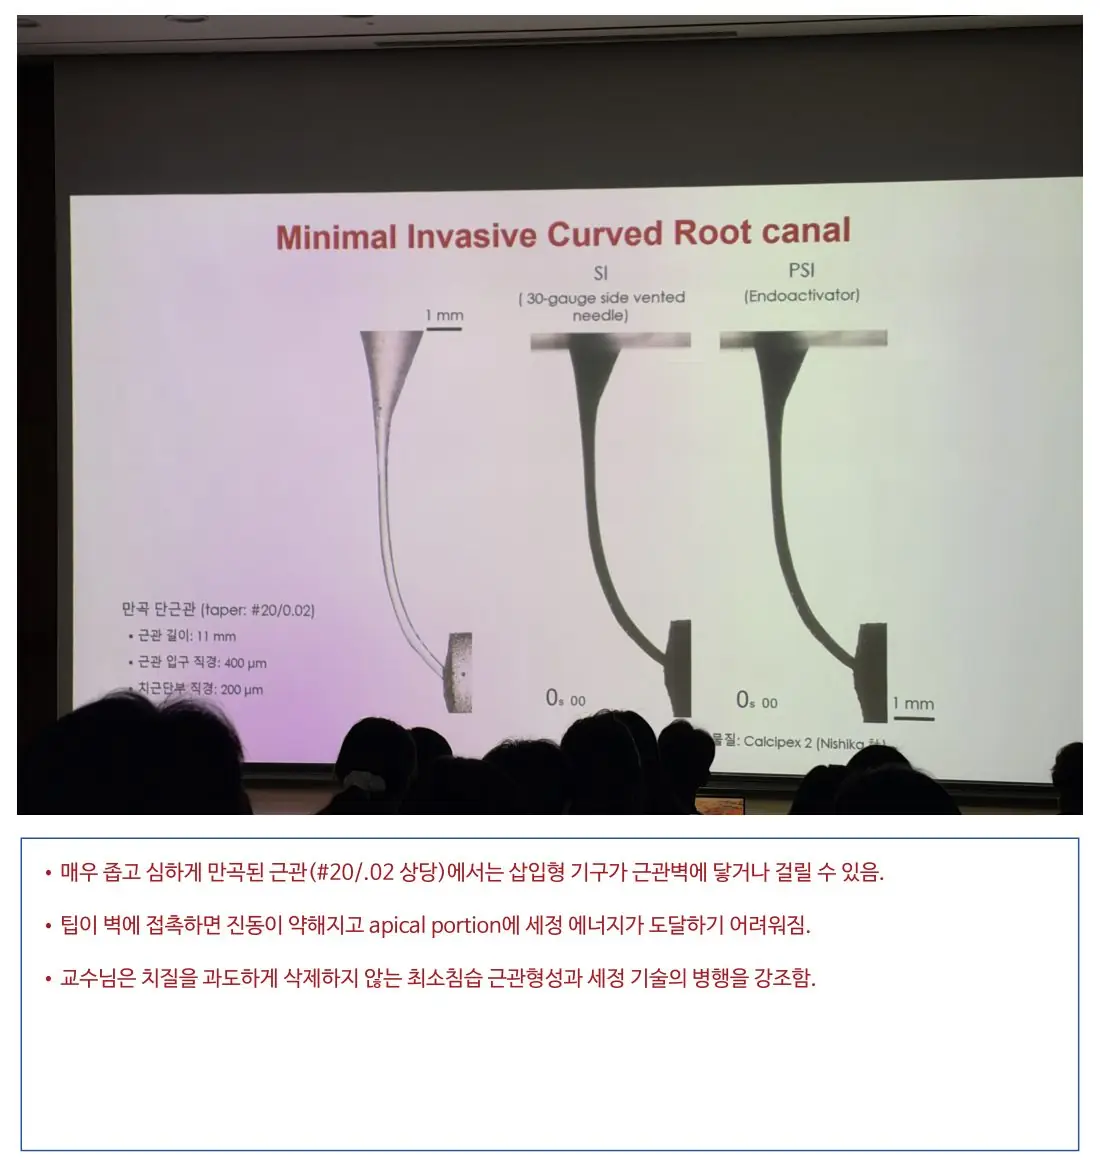 Minimal Invasive Curved Root canal
SI
( 30-gauge side vented
needle)
PSI
(Endoactivator)
1 mm
만곡 단근관 (taper: #20/0.02)
• 근관 길이: 11 mm
• 근관 입구 직경: 400 μm
• 치근단부 직경: 200 μm
0s 00
0s 00
1 mm
물질: Calcipex 2 (Nishika
• 매우 좁고 심하게 만곡된 근관(#20/.02 상당)에서는 삽입형 기구가 근관벽에 닿거나 걸릴 수 있음.
• 팁이 벽에 접촉하면 진동이 약해지고 apical portion에 세정 에너지가 도달하기 어려워짐.
• 교수님은 치질을 과도하게 삭제하지 않는 최소침습 근관형성과 세정 기술의 병행을 강조함.